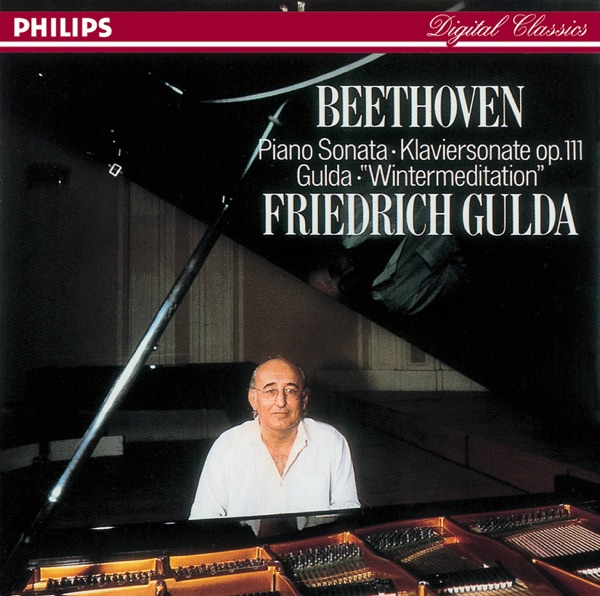 PHILIPS
Digital Classics
BEETHOVEN
Piano Sonata · Klaviersonate op.111
Gulda · "Wintermeditation"
FRIEDRICH GULDA